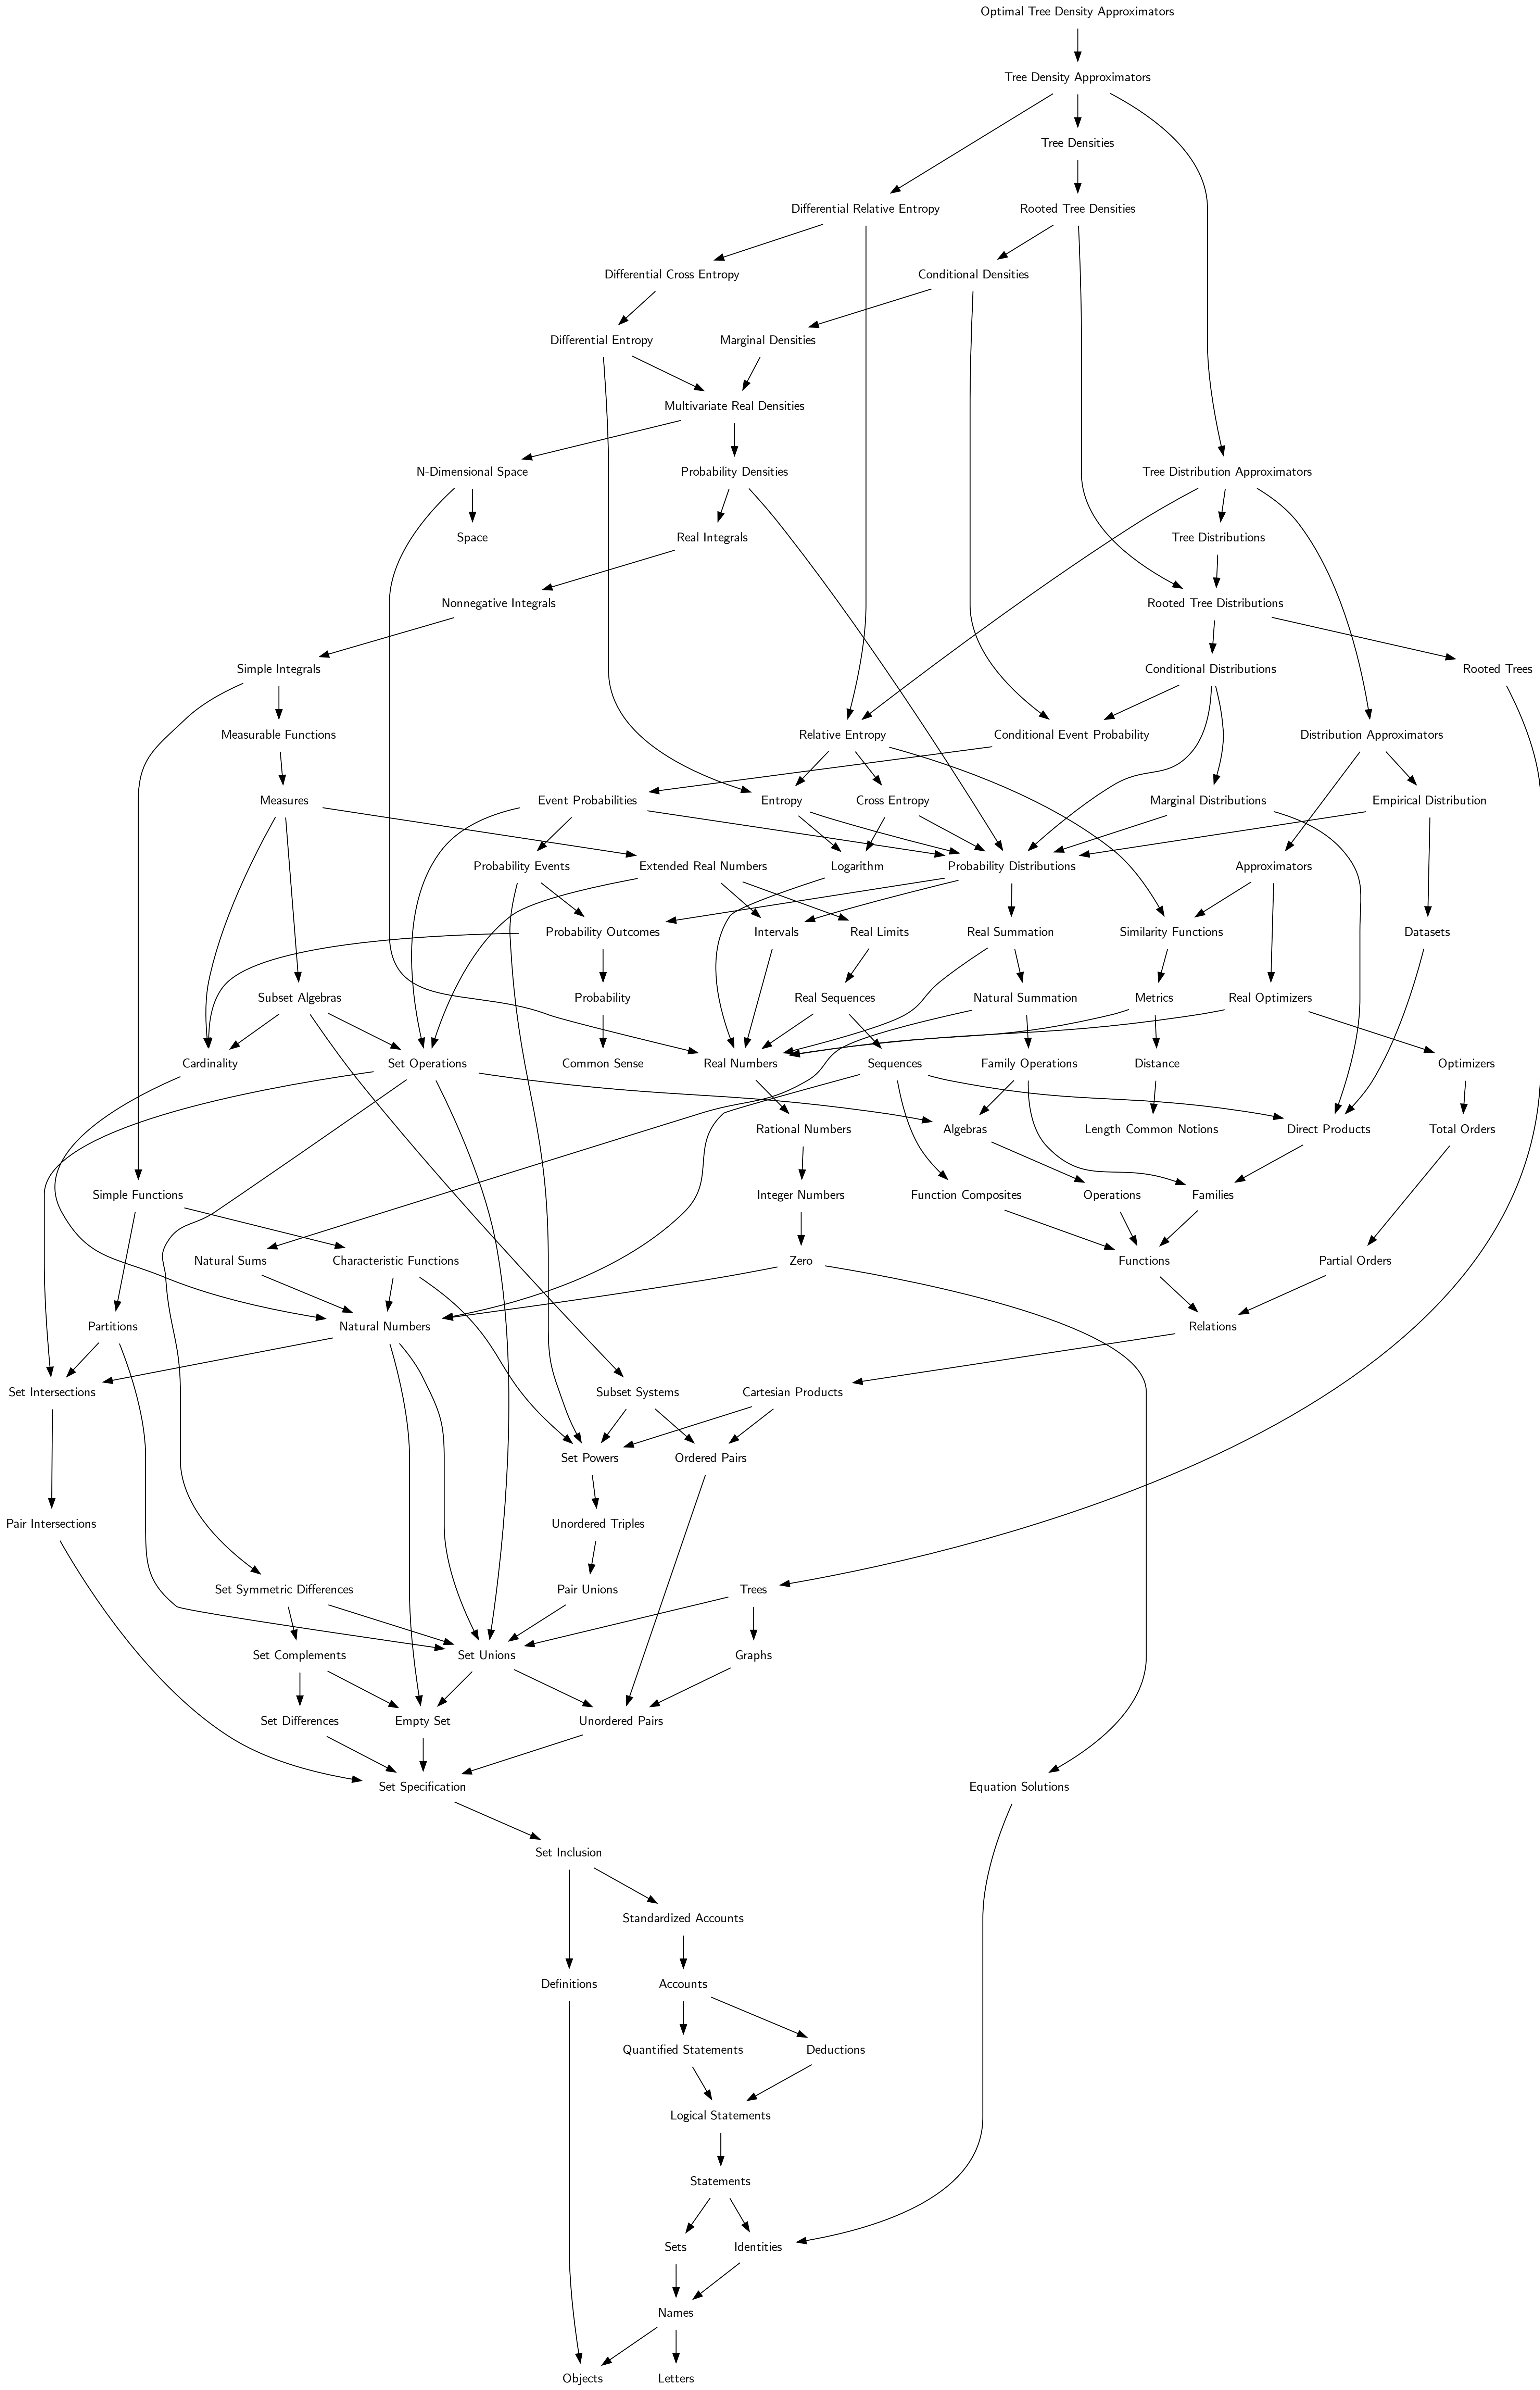 Optimal Tree Density Approximators
Tree Density Approximators
Tree Densities
Differential Relative Entropy
Rooted Tree Densities
Differential Cross Entropy
Conditional Densities
Differential Entropy
Marginal Densities
Multivariate Real Densities
N-Dimensional Space
Probability Densities
Tree Distribution Approximators
Space
Real Integrals
Tree Distributions
Nonnegative Integrals
Rooted Tree Distributions
Simple Integrals
Conditional Distributions
Rooted Trees
Measurable Functions
Relative Entropy
Conditional Event Probability
Distribution Approximators
Measures
Event Probabilities
Entropy
Cross Entropy
Marginal Distributions
Empirical Distribution
Probability Events
Extended Real Numbers
Logarithm
Probability Distributions
Approximators
Probability Outcomes
Intervals
Real Limits
Real Summation
Similarity Functions
Datasets
Subset Algebras
Probability
Real Sequences
Natural Summation
Metrics
Real Optimizers
Cardinality
Set Operations
Common Sense
Real Numbers
Sequences
Family Operations
Distance
Optimizers
Rational Numbers
Algebras
Length Common Notions
Direct Products
Total Orders
Simple Functions
Integer Numbers
Function Composites
Operations
Families
Natural Sums
Characteristic Functions
Zero
Functions
Partial Orders
Partitions
Natural Numbers
Relations
Set Intersections
Subset Systems
Cartesian Products
Set Powers
Ordered Pairs
Pair Intersections
Unordered Triples
Set Symmetric Differences
Pair Unions
Trees
Set Complements
Set Unions
Graphs
Set Differences
Empty Set
Unordered Pairs
Set Specification
Equation Solutions
Set Inclusion
Standardized Accounts
Definitions
Accounts
Quantified Statements
Deductions
Logical Statements
Statements
Sets
Identities
Names
Objects
Letters